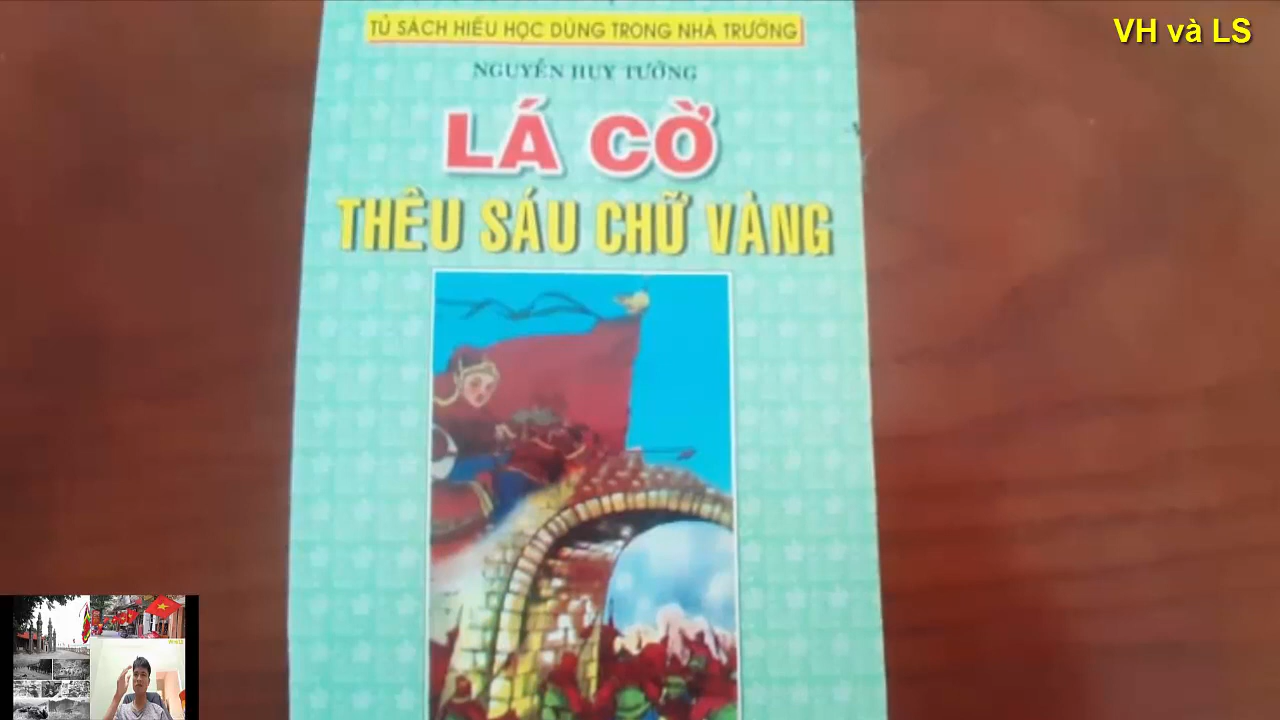 VH và LS
TỦ SÁCH HIẾU HỌC DÙNG TRONG NHÀ TRƯỜNG
NGUYỄN HUY TƯỞNG
LÁ CỜ
THÊU SÁU CHỮ VÀNG